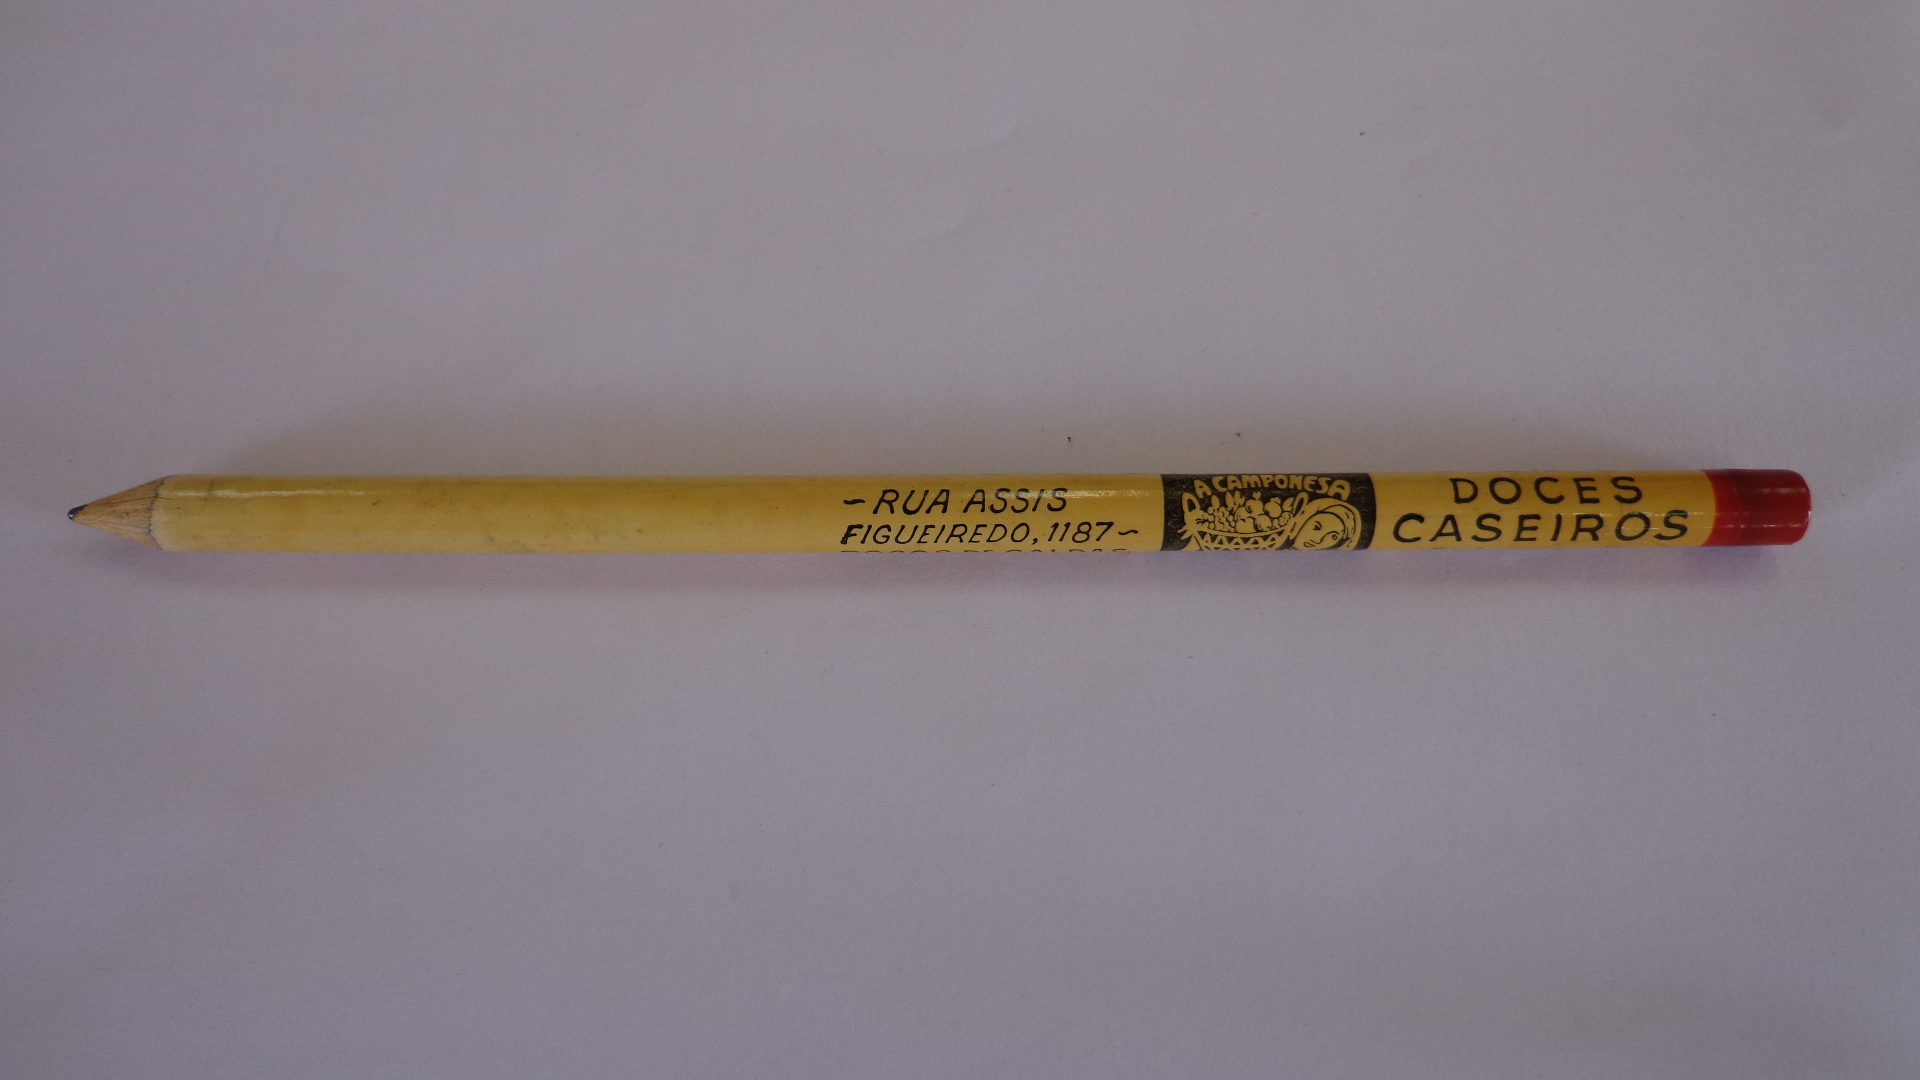 ~RUA ASSIS
FIGUEIREDO, 1187~
A CAMPONESA
DOCES
CASEIROS